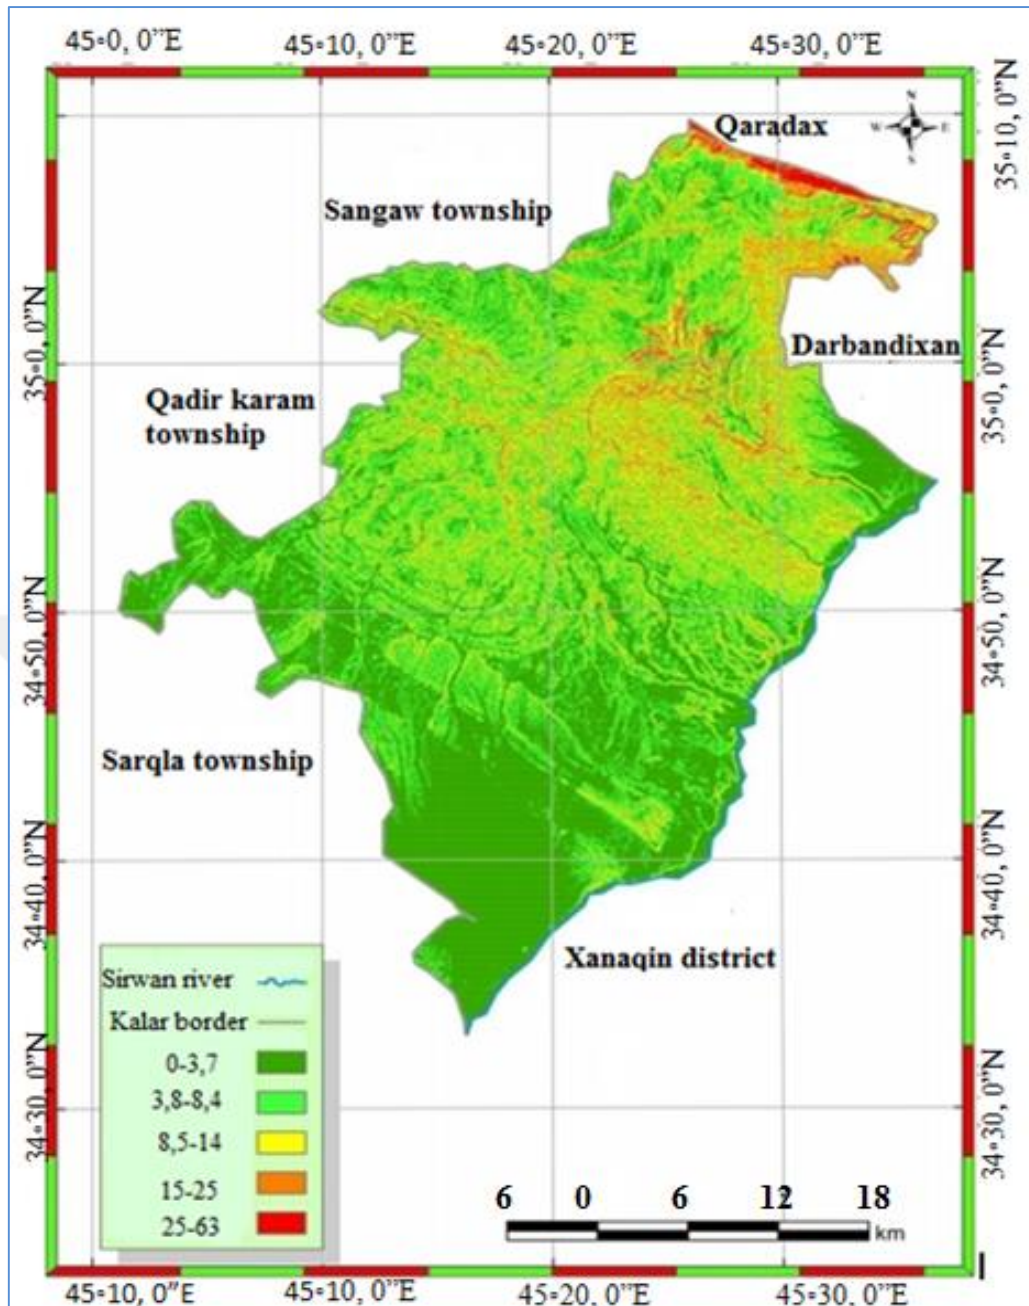 45◦0, 0”E
45◦10, 0”E
45◦20, 0”E
45◦30, 0”E
N
W
E
S
35◦10, 0”N
Qaradax
Sangaw township
35◦0, 0”N
Darbandixan
35◦0, 0”N
Qadir karam
township
34◦50, 0”N
34◦50, 0”N
Sarqla township
34◦40, 0”N
34◦40, 0”N
Xanaqin district
Sirwan river
Kalar border
0-3,7
3,8-8,4
8,5-14
15-25
25-63
34◦30, 0”N
34◦30, 0”N
6 0 6 12 18
km
45◦10, 0”E
45◦10, 0”E
45◦20, 0”E
45◦30, 0”E